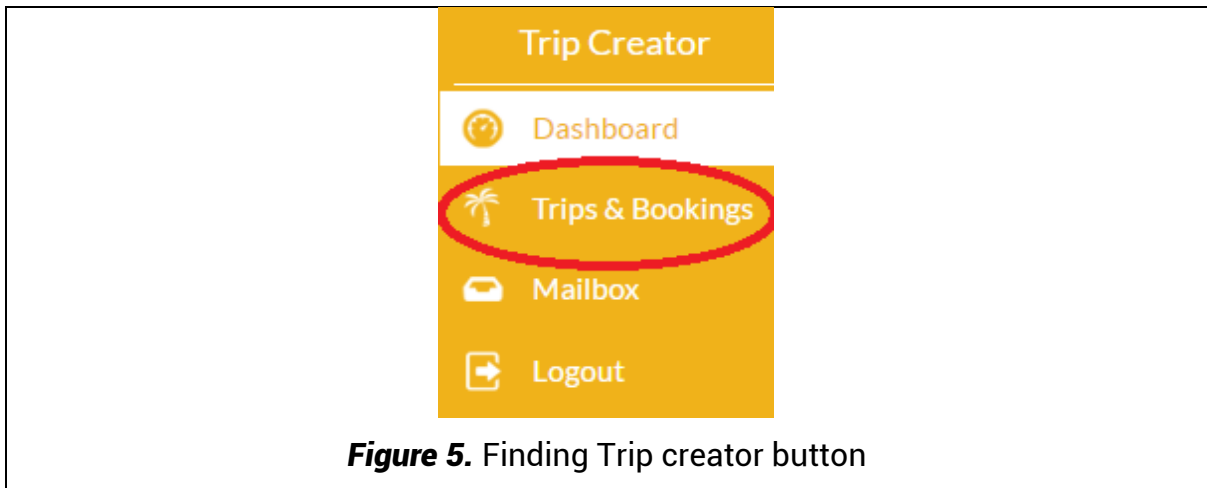 Trip Creator
Dashboard
Trips & Bookings
Mailbox
Logout
Figure 5. Finding Trip creator button